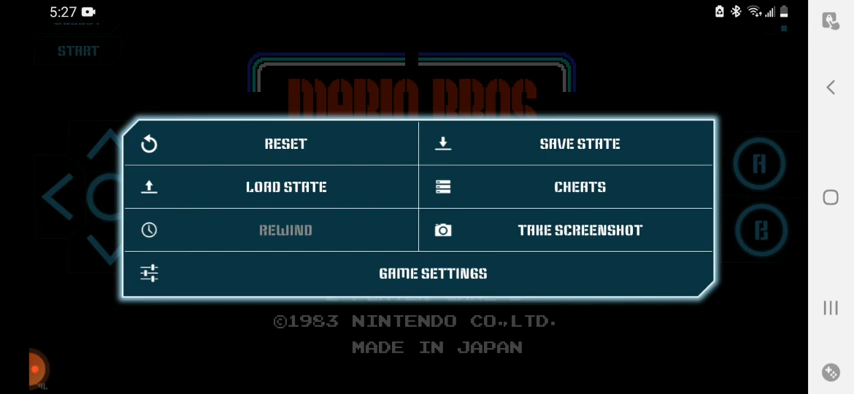 5:27
START
MARIO BROS
RESET
SAVE STATE
LOAD STATE
CHEATS
REWIND
TAKE SCREENSHOT
GAME SETTINGS
A
B
©1983 NINTENDO CO.,LTD.
MADE IN JAPAN